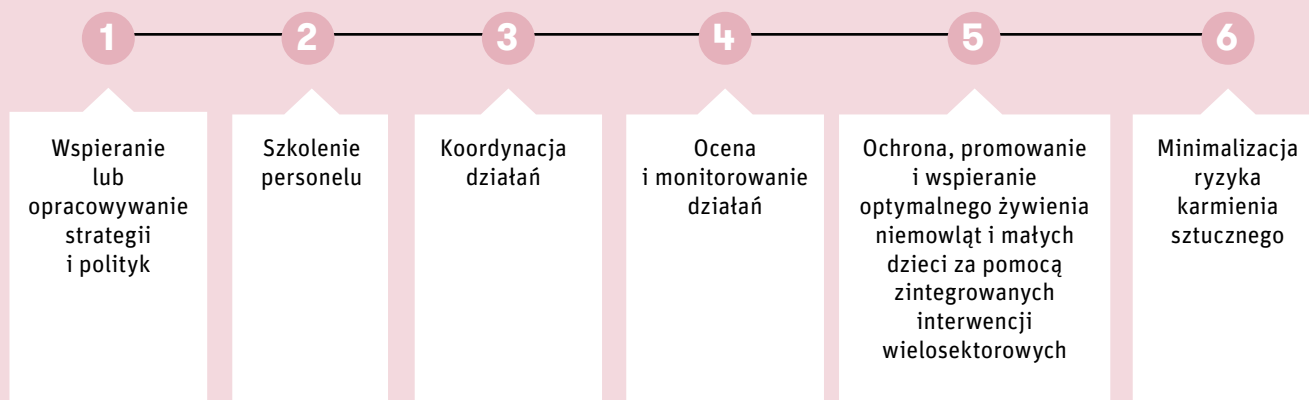 1
2
3
4
5
6
Wspieranie
lub
opracowywanie
strategii
i polityk
Szkolenie
personelu
Koordynacja
działań
Ocena
i monitorowanie
działań
Ochrona, promowanie
i wspieranie
optymalnego żywienia
niemowląt i małych
dzieci za pomocą
zintegrowanych
interwencji
wielosektorowych
Minimalizacja
ryzyka
karmienia
sztucznego